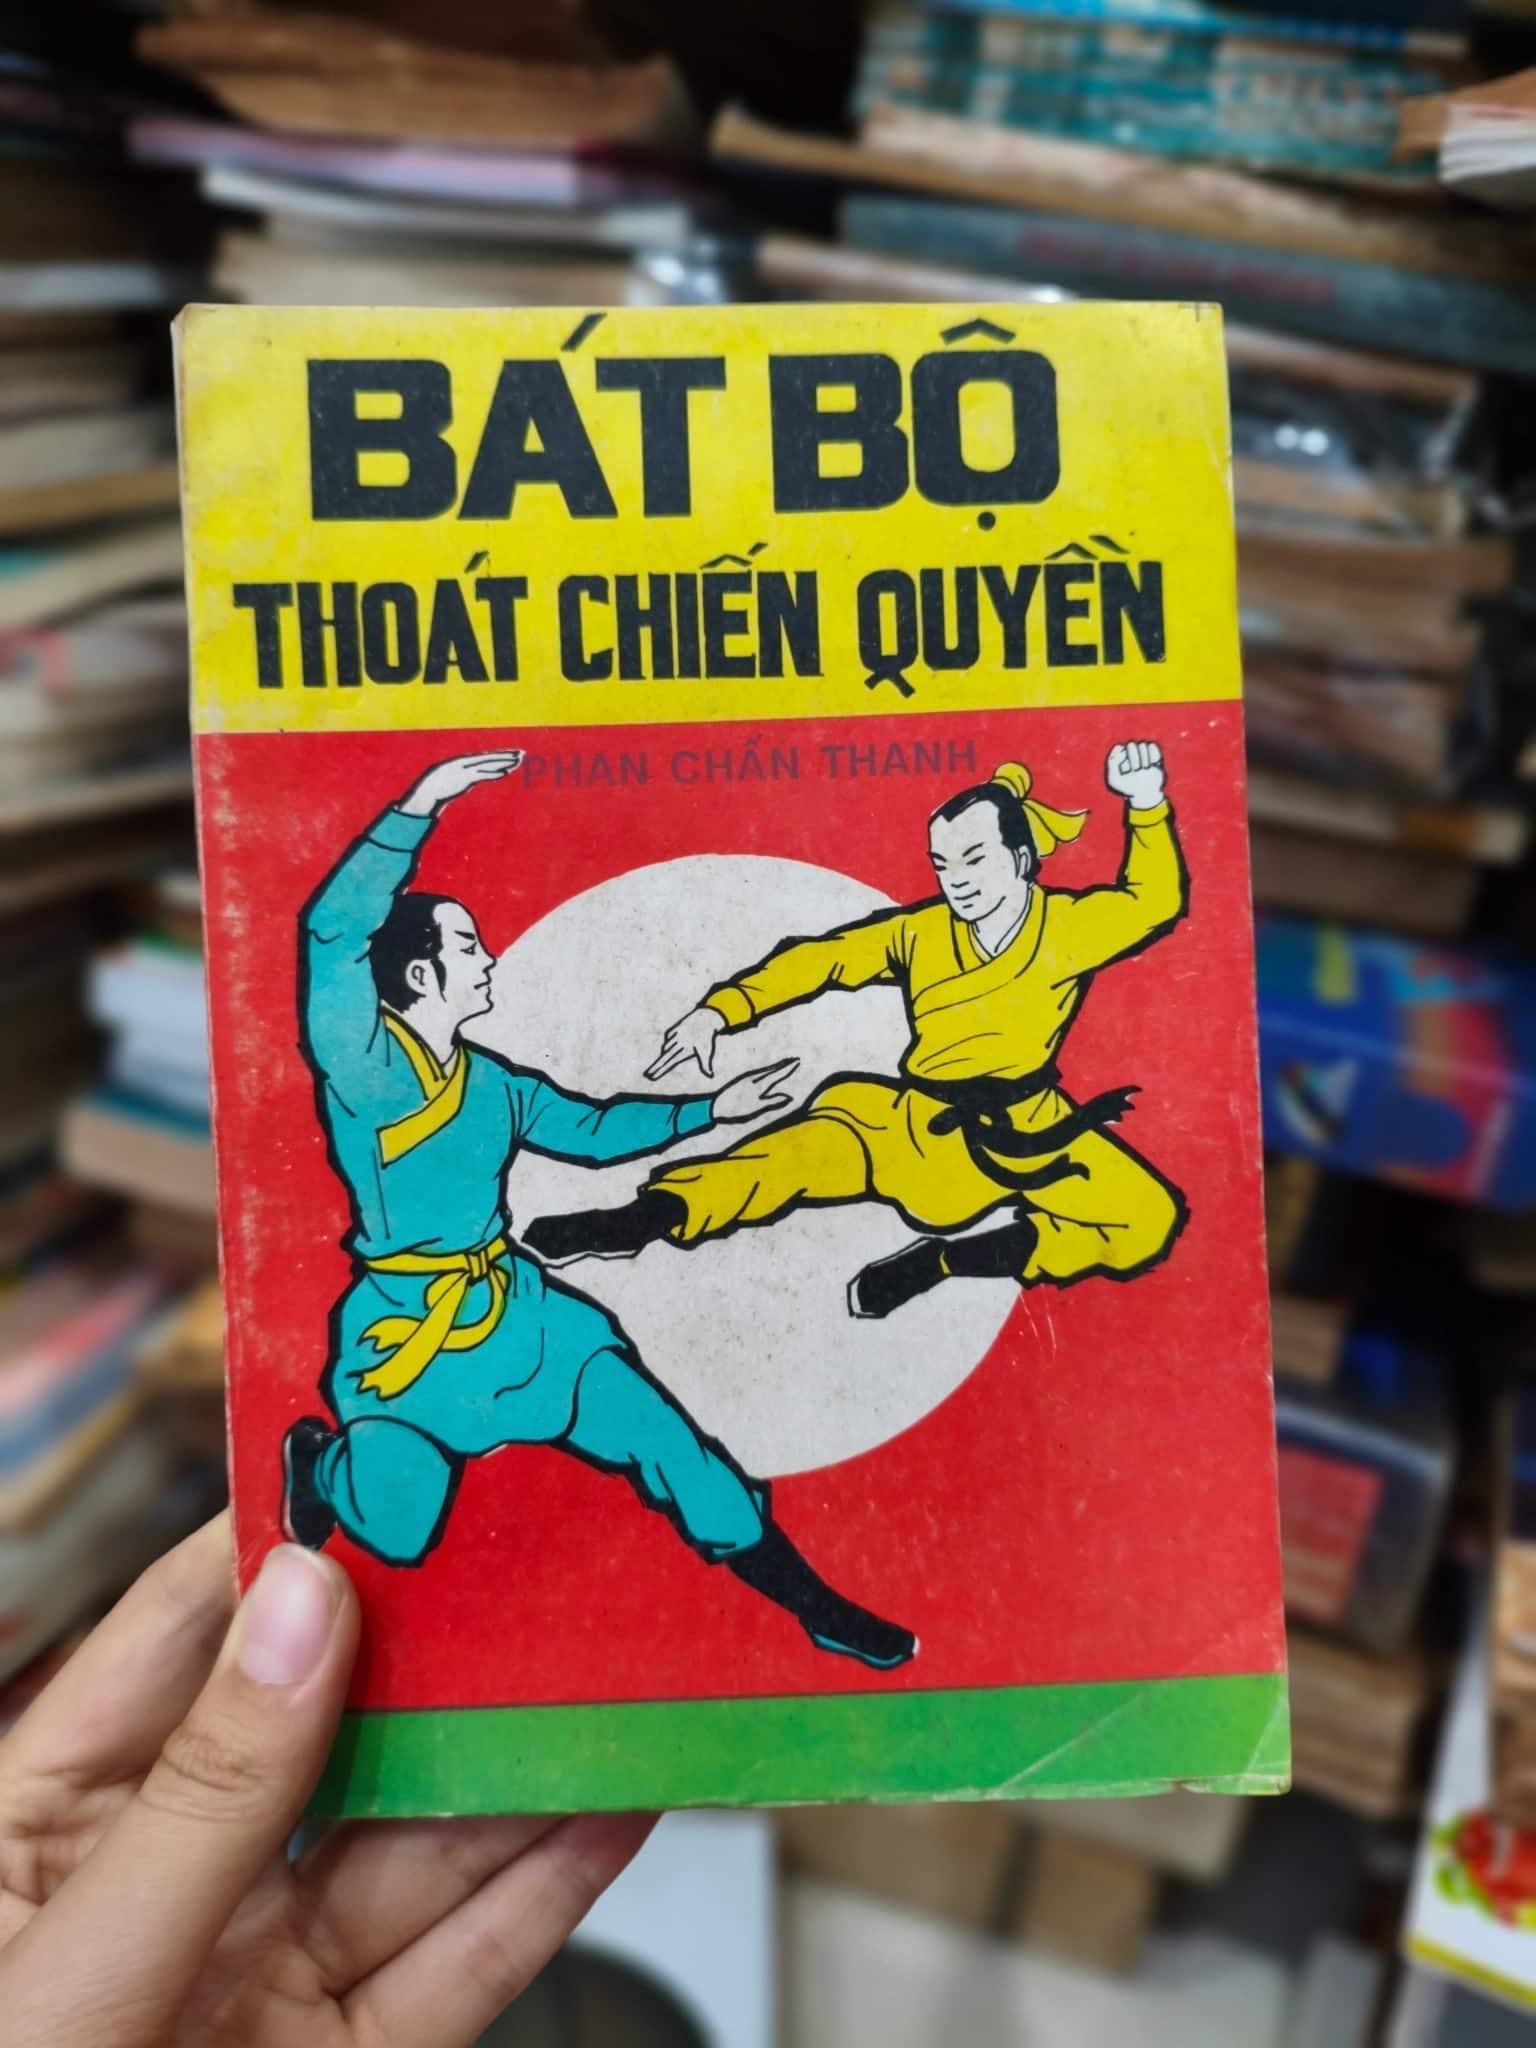 BÁT BỘ
THOÁT CHIẾN QUYỀN
PHAN CHẤN THANH